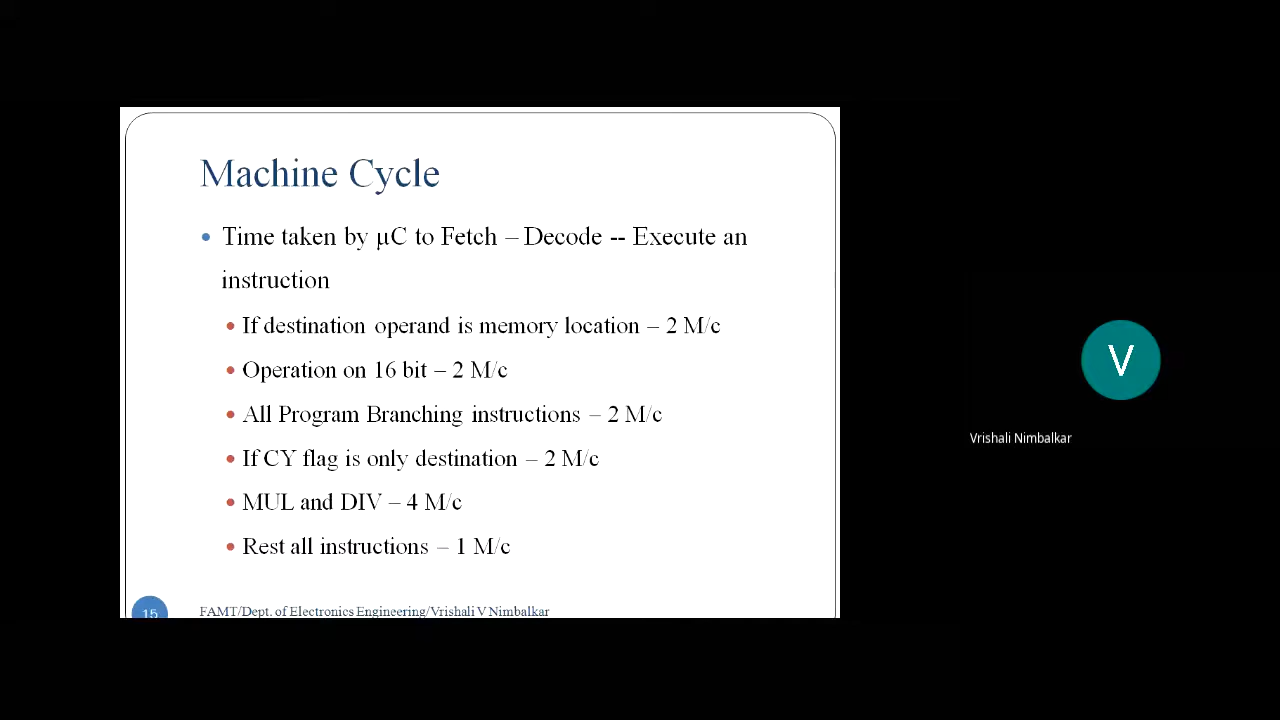 Machine Cycle
• Time taken by µC to Fetch – Decode -- Execute an
instruction
• If destination operand is memory location – 2 M/c
• Operation on 16 bit – 2 M/c
• All Program Branching instructions – 2 M/c
• If CY flag is only destination – 2 M/c
• MUL and DIV – 4 M/c
• Rest all instructions – 1 M/c
15
FAMT/Dept. of Electronics Engineering/Vrishali V Nimbalkar
V
Vrishali Nimbalkar